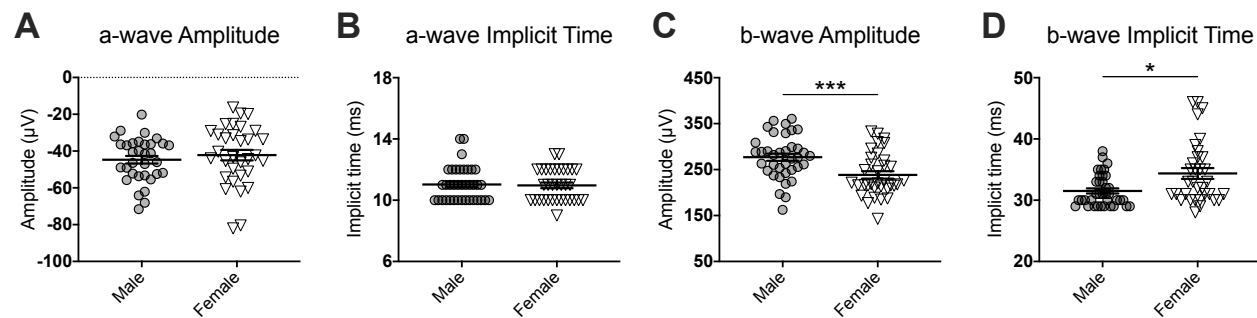 A
a-wave Amplitude
Amplitude (µV)
0
-20
-40
-60
-80
-100
Male
Female
B
a-wave Implicit Time
Implicit time (ms)
18
14
10
6
Male
Female
C
b-wave Amplitude
Amplitude (µV)
450
350
250
150
50
***
Male
Female
D
b-wave Implicit Time
Implicit time (ms)
50
40
30
20
*
Male
Female